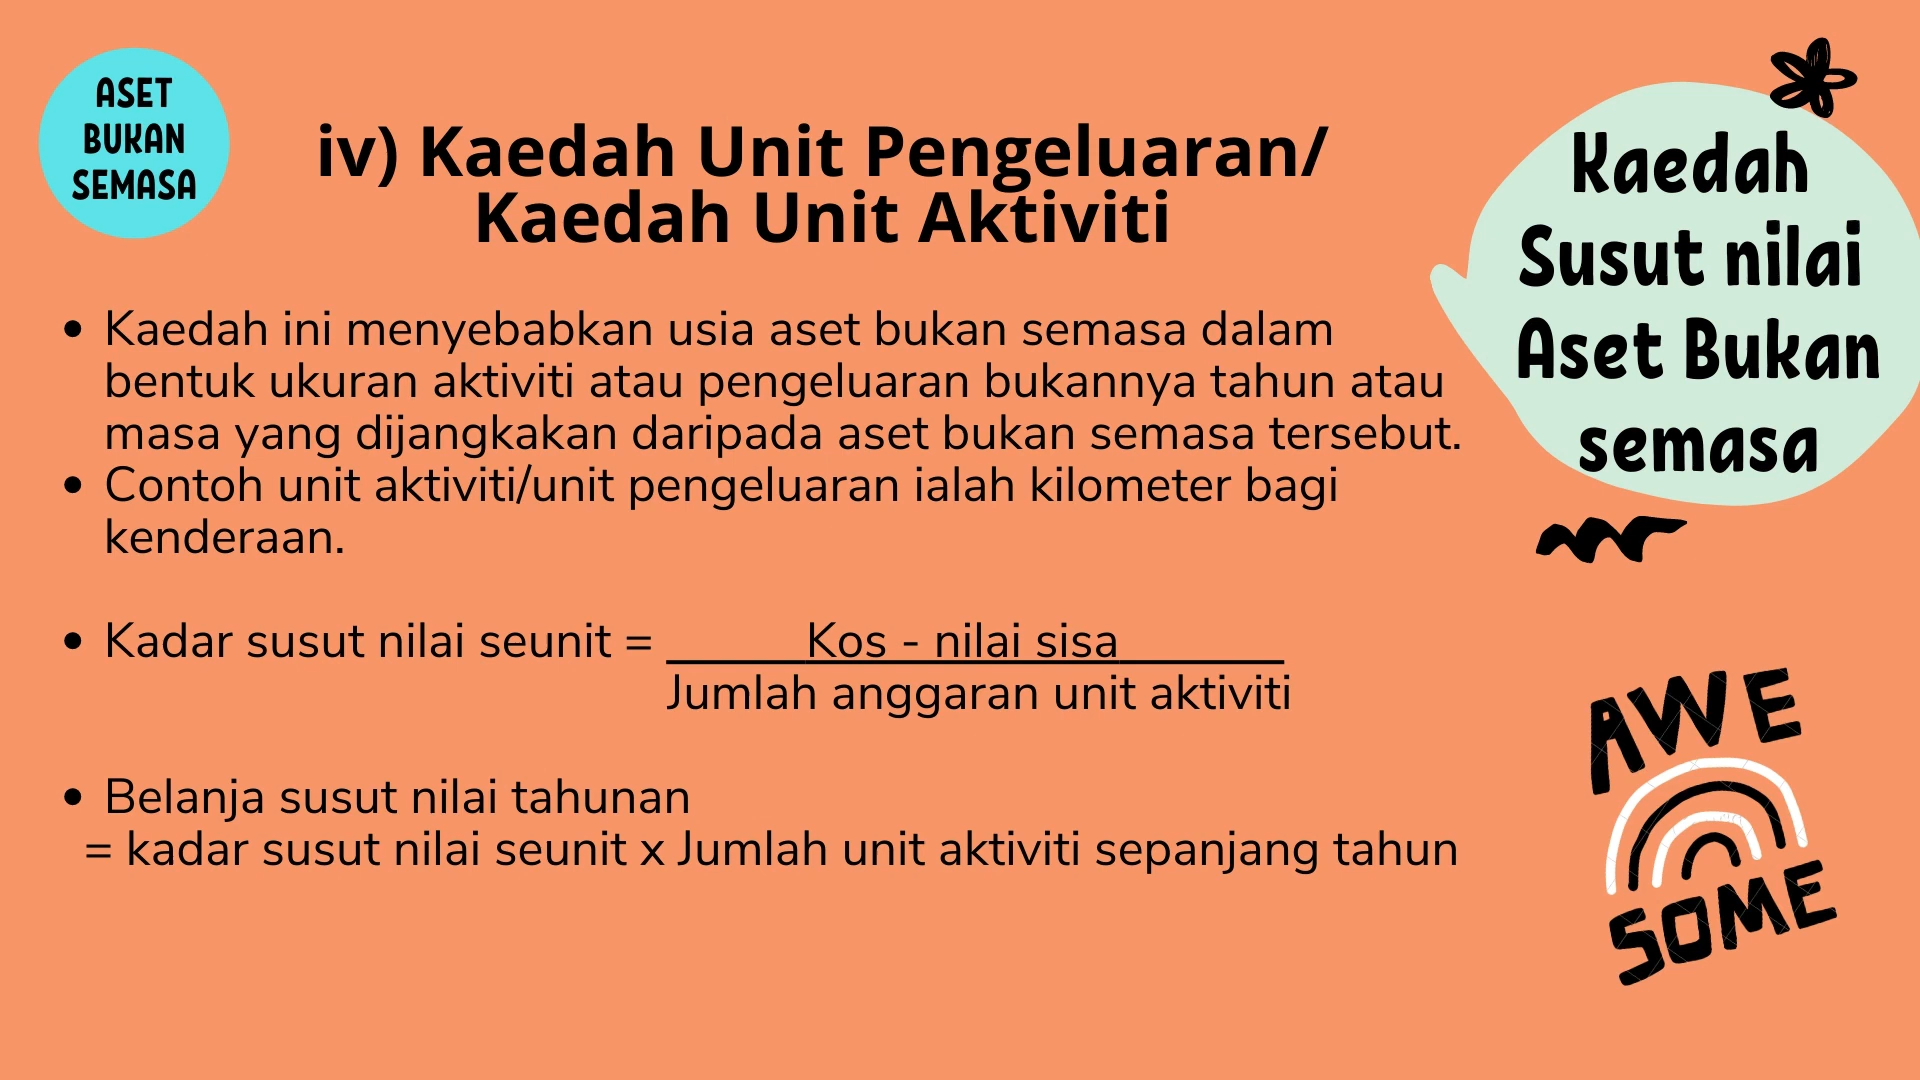 ASET
BUKAN
SEMASA
iv) Kaedah Unit Pengeluaran/
Kaedah Unit Aktiviti
• Kaedah ini menyebabkan usia aset bukan semasa dalam
bentuk ukuran aktiviti atau pengeluaran bukannya tahun atau
masa yang dijangkakan daripada aset bukan semasa tersebut.
• Contoh unit aktiviti/unit pengeluaran ialah kilometer bagi
kenderaan.
• Kadar susut nilai seunit = Kos - nilai sisa
Jumlah anggaran unit aktiviti
• Belanja susut nilai tahunan
= kadar susut nilai seunit x Jumlah unit aktiviti sepanjang tahun
Kaedah
Susut nilai
Aset Bukan
semasa
AWE
SOME